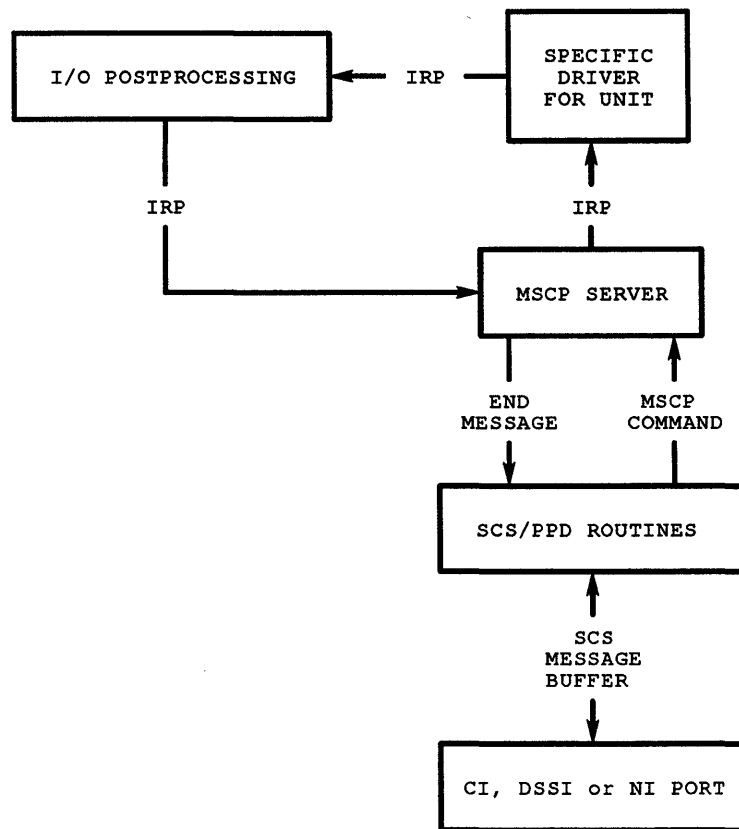 I/O POSTPROCESSING
IRP
SPECIFIC
DRIVER
FOR UNIT
IRP
IRP
MSCP SERVER
END
MESSAGE
MSCP
COMMAND
SCS/PPD ROUTINES
SCS
MESSAGE
BUFFER
CI, DSSI or NI PORT